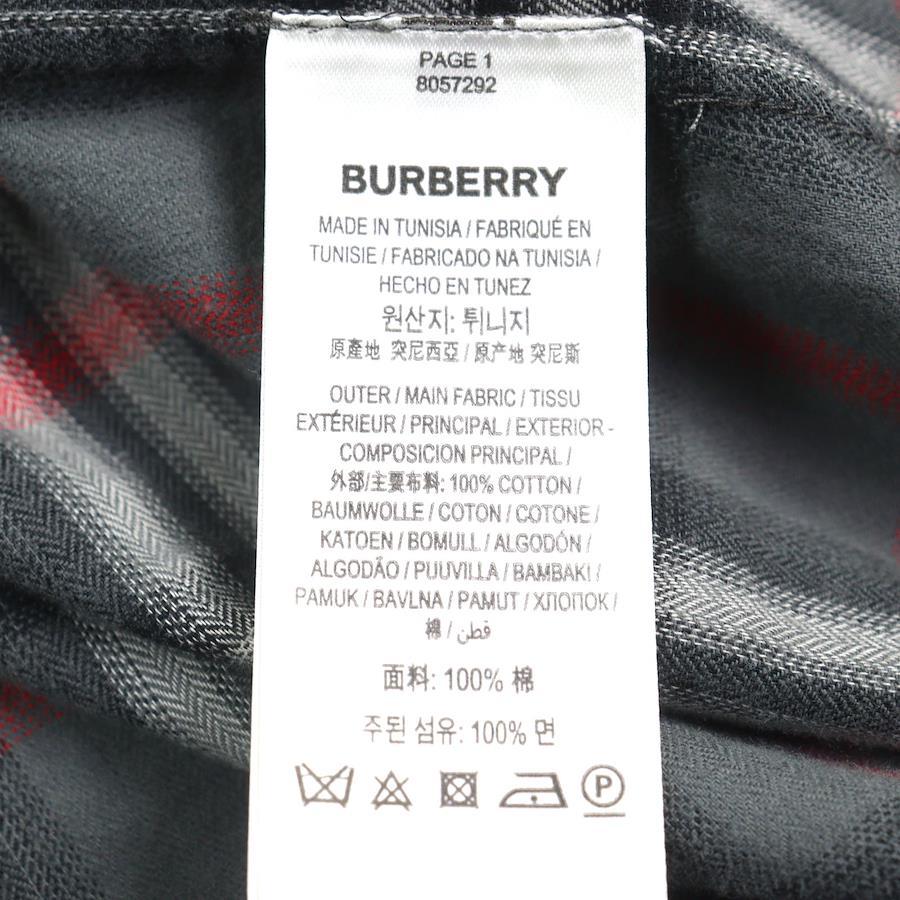 PAGE 1
8057292
BURBERRY
MADE IN TUNISIA / FABRIQUÉ EN
TUNISIE / FABRICADO NA TUNISIA /
HECHO EN TUNEZ
원산지: 튀니지
原產地 突尼西亞 / 原产地 突尼斯
OUTER / MAIN FABRIC / TISSU
EXTÉRIEUR / PRINCIPAL / EXTERIOR -
COMPOSICION PRINCIPAL /
外部/主要布料: 100% COTTON /
BAUMWOLLE / COTON / COTONE /
KATOEN / BOMULL / ALGODÓN /
ALGODÃO / PUUVILLA / BAMBAKI /
PAMUK / BAVLNA / PAMUT / ХЛОПОК /
棉 / قطن
面料: 100% 棉
주된 섬유: 100% 면
P